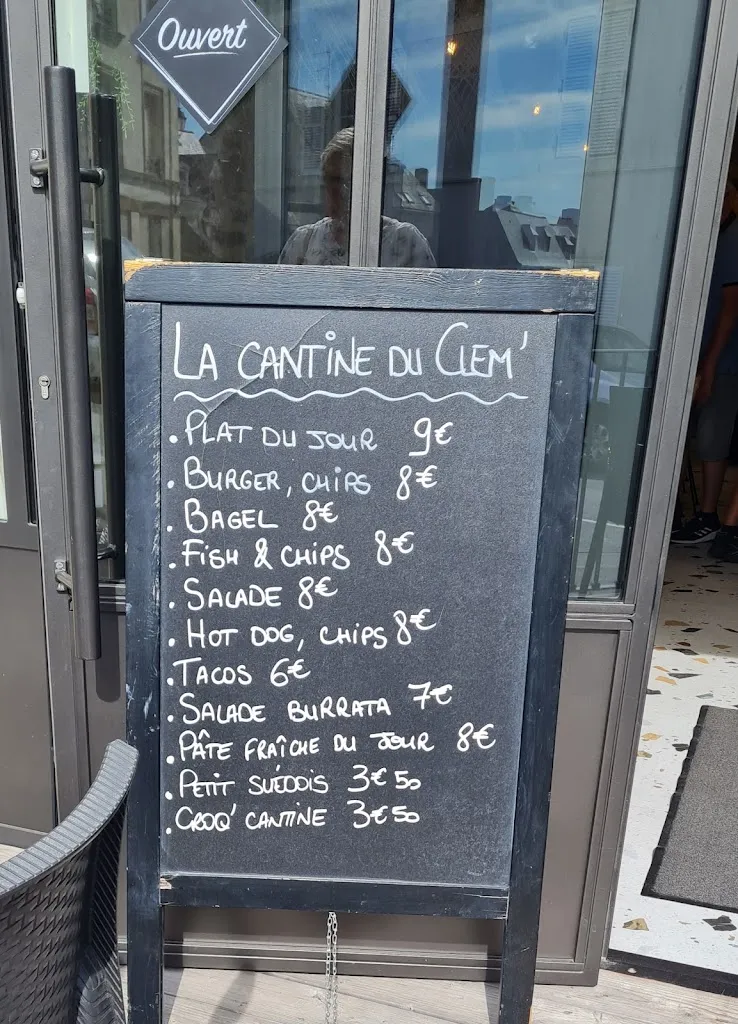 Ouvert
LA CANTINE DU CLEM'
. PLAT DU JOUR 9€
. BURGER, CHIPS 8€
. BAGEL 8€
. FISH & CHIPS 8€
. SALADE 8€
. HOT DOG, CHIPS 8€
. TACOS 6€
. SALADE BURRATA 7€
. PÂTE FRAÎCHE DU JOUR 8€
. PETIT SUÉDOIS 3€50
. CROQ' CANTINE 3€50